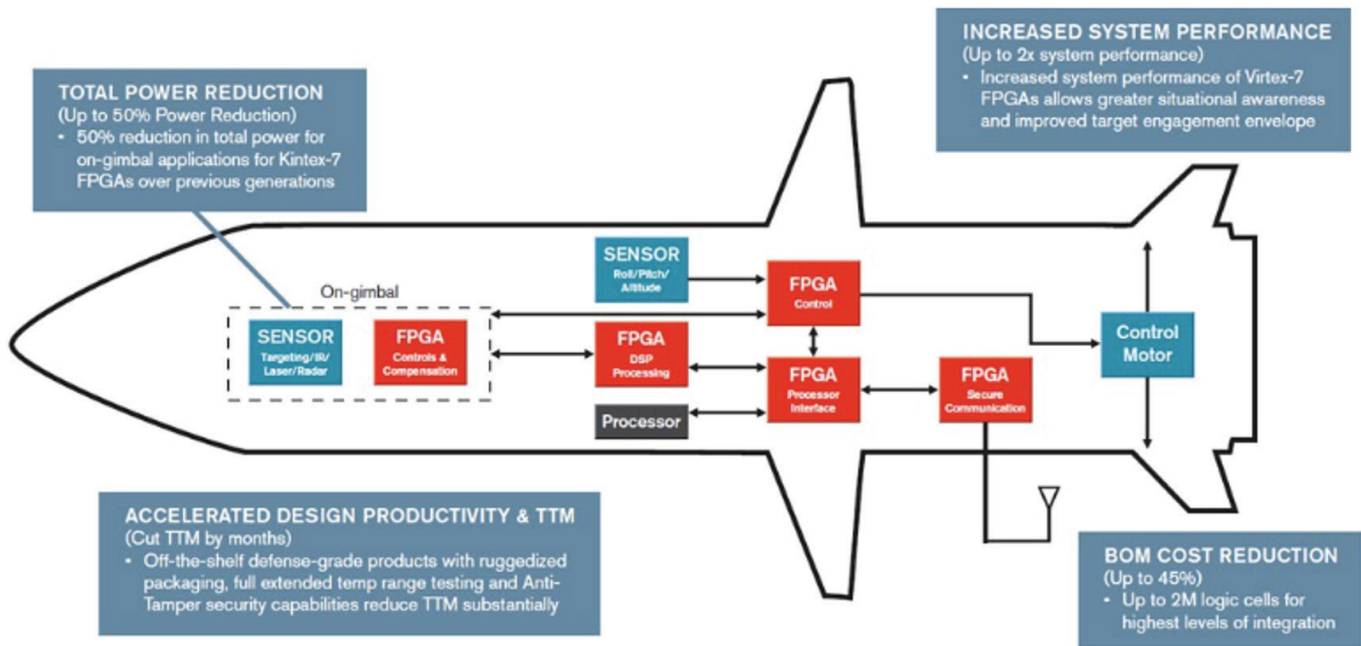 INCREASED SYSTEM PERFORMANCE
(Up to 2x system performance)
• Increased system performance of Virtex-7
FPGAs allows greater situational awareness
and improved target engagement envelope
TOTAL POWER REDUCTION
(Up to 50% Power Reduction)
• 50% reduction in total power for
on-gimbal applications for Kintex-7
FPGAs over previous generations
On-gimbal
SENSOR
Targeting/IR/
Laser/Radar
FPGA
Controls &
Compensation
SENSOR
Roll/Pitch/
Altitude
FPGA
DSP
Processing
Processor
FPGA
Control
FPGA
Processor
Interface
FPGA
Secure
Communication
Control
Motor
ACCELERATED DESIGN PRODUCTIVITY & TTM
(Cut TTM by months)
• Off-the-shelf defense-grade products with ruggedized
packaging, full extended temp range testing and Anti-
Tamper security capabilities reduce TTM substantially
BOM COST REDUCTION
(Up to 45%)
• Up to 2M logic cells for
highest levels of integration